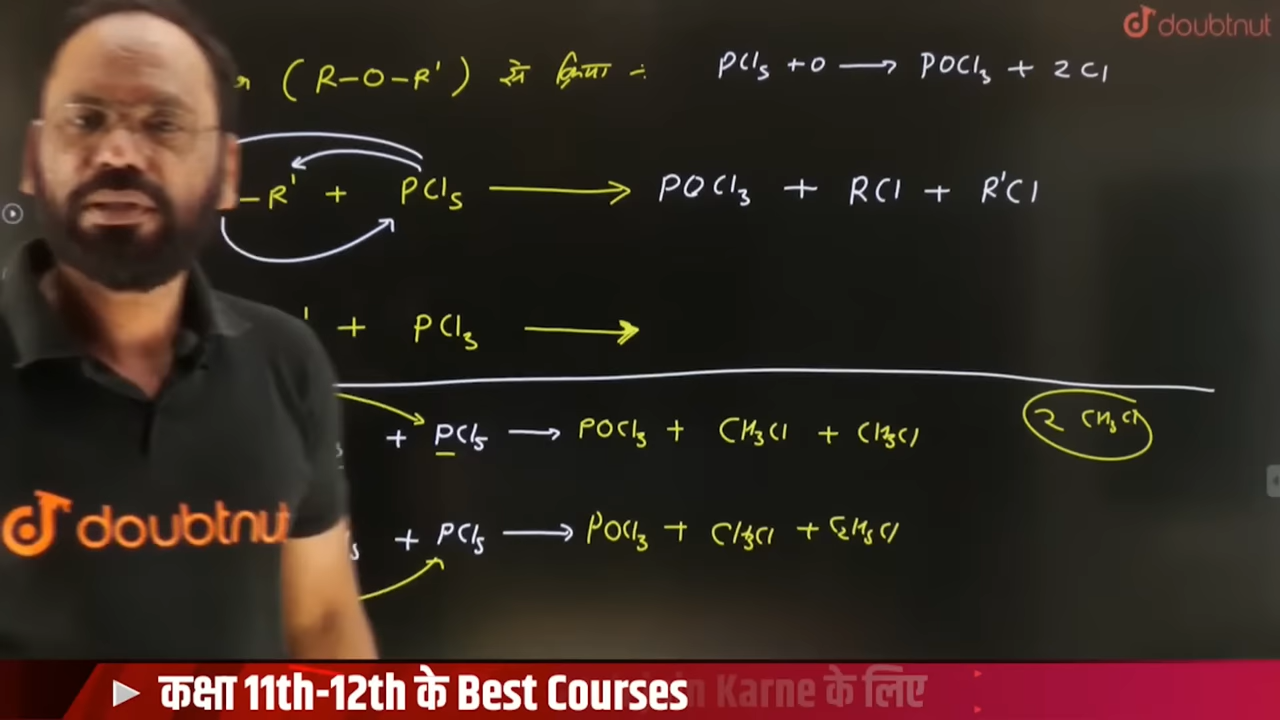 doubtnut
(R-O-R') से क्रिया :-
PCl5 + O ⟶ POCl3 + 2Cl
-R' + PCl5 ⟶ POCl3 + RCl + R'Cl
' + PCl3 ⟶
+ PCl5 ⟶ POCl3 + CH3Cl + CH3Cl
2 CH3Cl
+ PCl5 ⟶ POCl3 + CH3Cl + C2H5Cl
doubtnut
कक्षा 11th-12th के Best Courses Karne के लिए